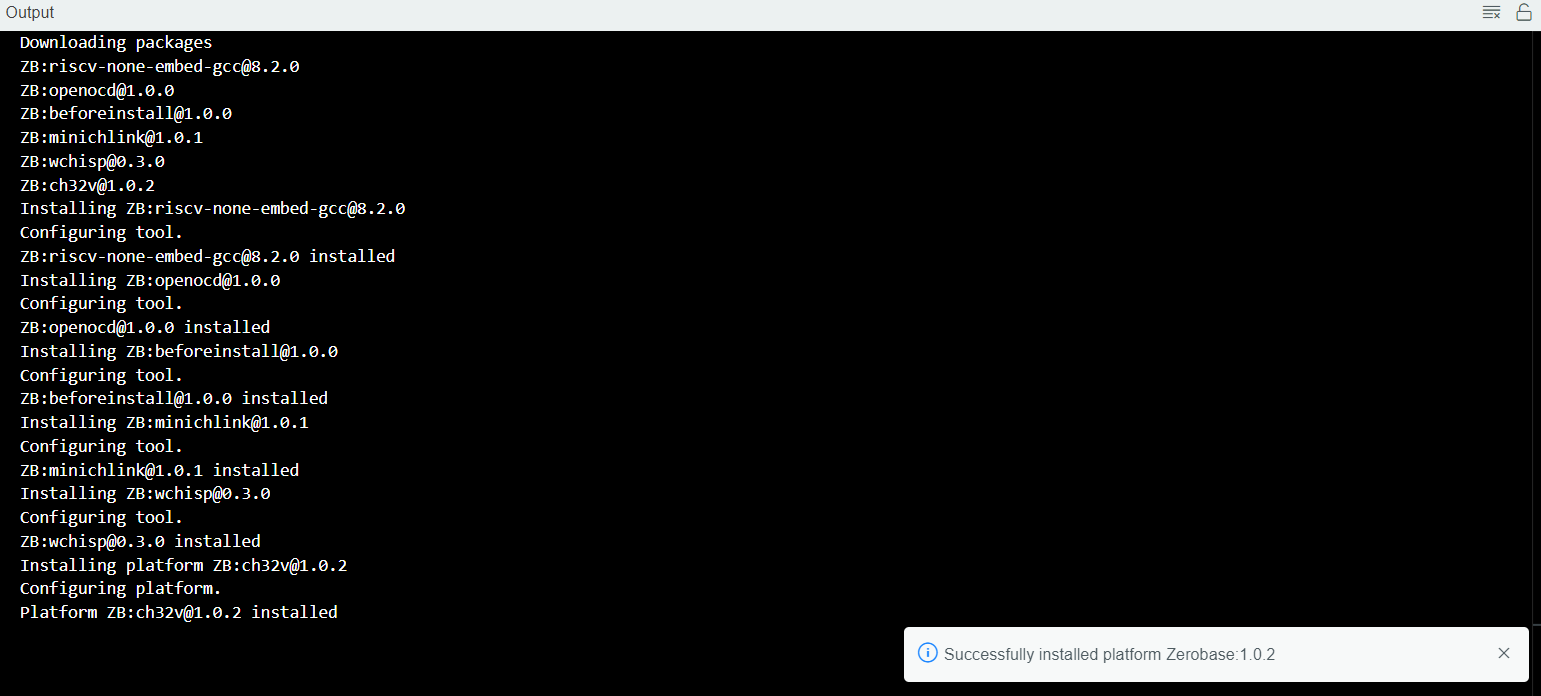 Output
Downloading packages
ZB:riscv-none-embed-gcc@8.2.0
ZB:openocd@1.0.0
ZB:beforeinstall@1.0.0
ZB:minichlink@1.0.1
ZB:wchisp@0.3.0
ZB:ch32v@1.0.2
Installing ZB:riscv-none-embed-gcc@8.2.0
Configuring tool.
ZB:riscv-none-embed-gcc@8.2.0 installed
Installing ZB:openocd@1.0.0
Configuring tool.
ZB:openocd@1.0.0 installed
Installing ZB:beforeinstall@1.0.0
Configuring tool.
ZB:beforeinstall@1.0.0 installed
Installing ZB:minichlink@1.0.1
Configuring tool.
ZB:minichlink@1.0.1 installed
Installing ZB:wchisp@0.3.0
Configuring tool.
ZB:wchisp@0.3.0 installed
Installing platform ZB:ch32v@1.0.2
Configuring platform.
Platform ZB:ch32v@1.0.2 installed
Successfully installed platform Zerobase:1.0.2